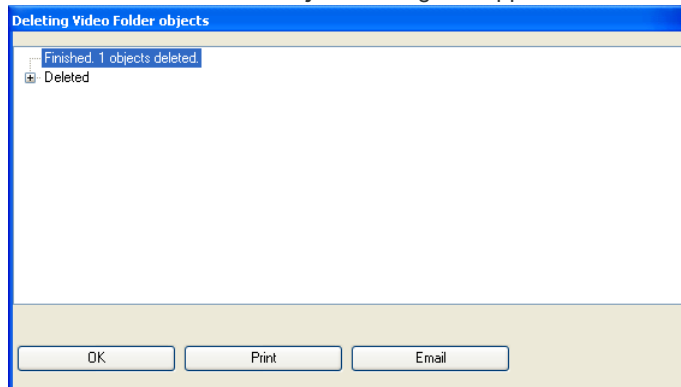 Deleting Video Folder objects
Finished. 1 objects deleted.
Deleted
OK Print Email